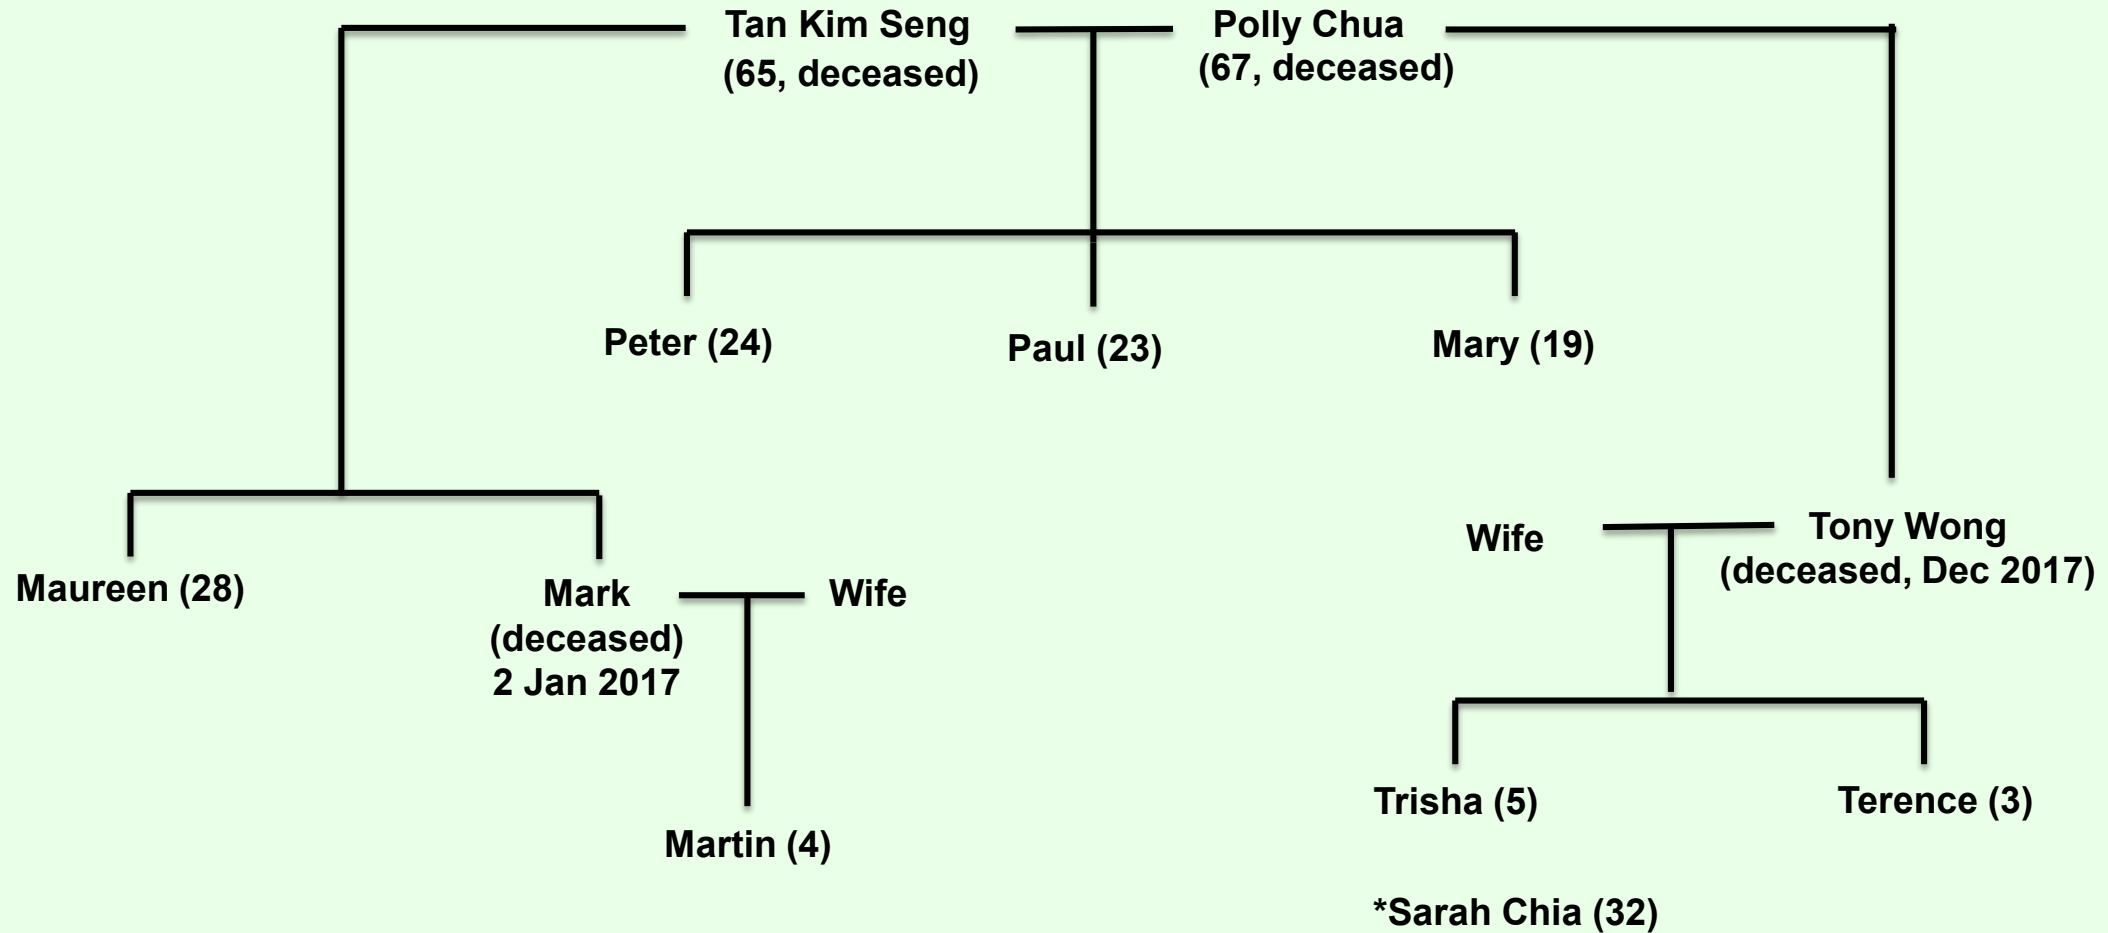 Tan Kim Seng
(65, deceased)
Polly Chua
(67, deceased)
Peter (24)
Paul (23)
Mary (19)
Maureen (28)
Mark
(deceased)
2 Jan 2017
Wife
Wife
Tony Wong
(deceased, Dec 2017)
Martin (4)
Trisha (5)
Terence (3)
*Sarah Chia (32)